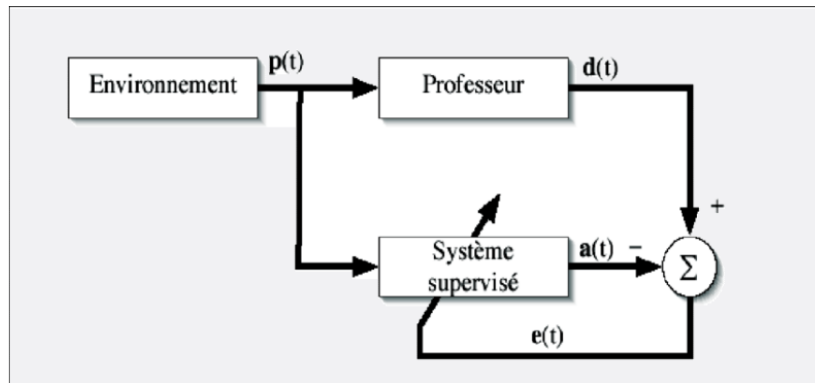 Environnement
p(t)
Professeur
d(t)
+
Système
supervisé
a(t)
−
Σ
e(t)